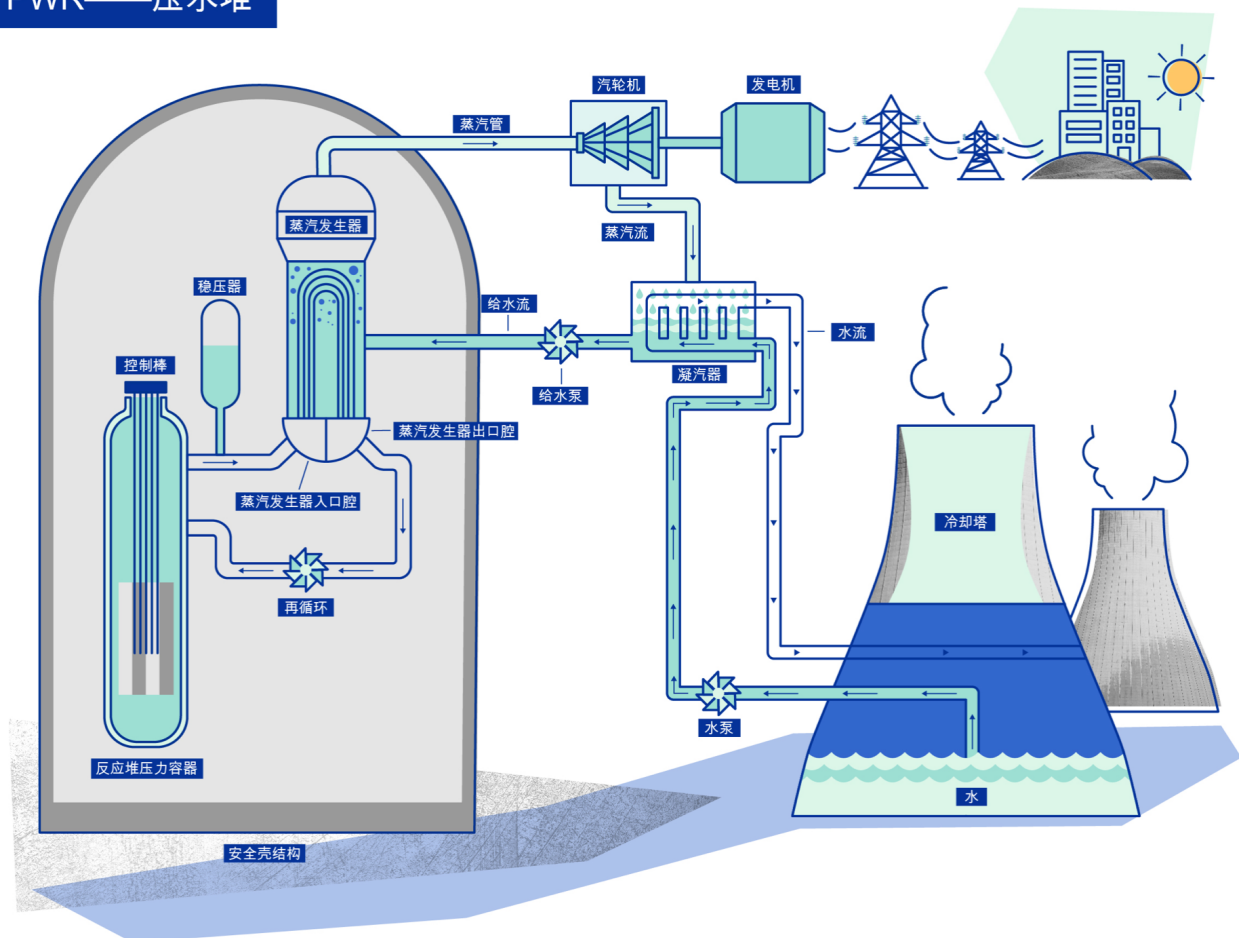 PWR——压水堆
汽轮机
发电机
蒸汽管
蒸汽发生器
蒸汽流
稳压器
给水流
水流
控制棒
凝汽器
给水泵
蒸汽发生器出口腔
蒸汽发生器入口腔
冷却塔
再循环
水泵
反应堆压力容器
水
安全壳结构